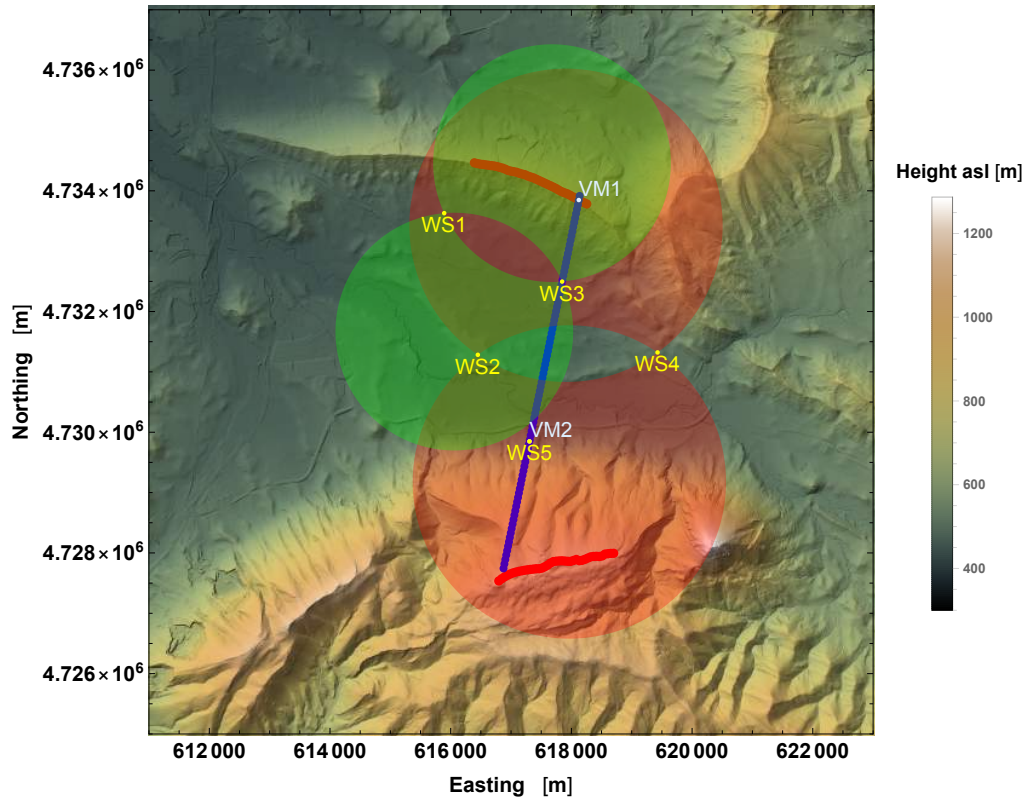 4.736×10⁶
4.734×10⁶
4.732×10⁶
4.730×10⁶
4.728×10⁶
4.726×10⁶
Northing [m]
VM1
WS1
WS3
WS2
WS4
VM2
WS5
612000 614000 616000 618000 620000 622000
Easting [m]
Height asl [m]
1200
1000
800
600
400